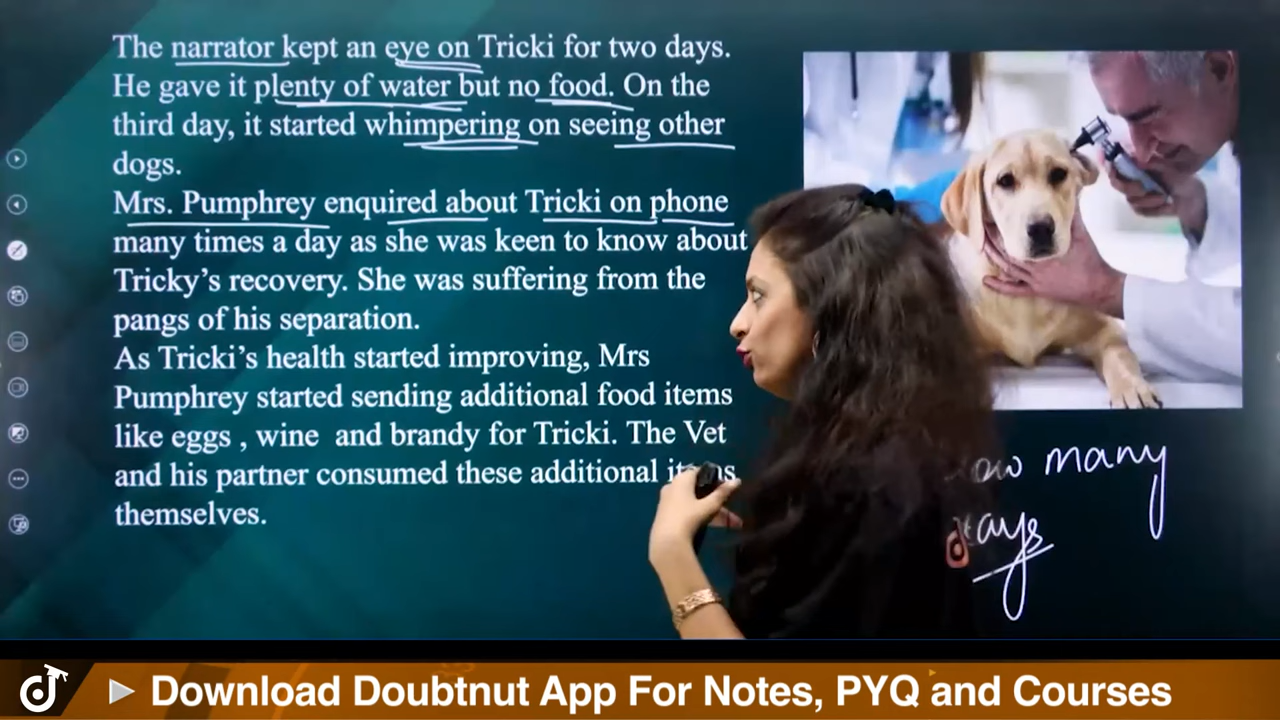 The narrator kept an eye on Tricki for two days.
He gave it plenty of water but no food. On the
third day, it started whimpering on seeing other
dogs.
Mrs. Pumphrey enquired about Tricki on phone
many times a day as she was keen to know about
Tricky’s recovery. She was suffering from the
pangs of his separation.
As Tricki’s health started improving, Mrs
Pumphrey started sending additional food items
like eggs , wine  and brandy for Tricki. The Vet
and his partner consumed these additional
themselves.
many
Download Doubtnut App For Notes, PYQ and Courses